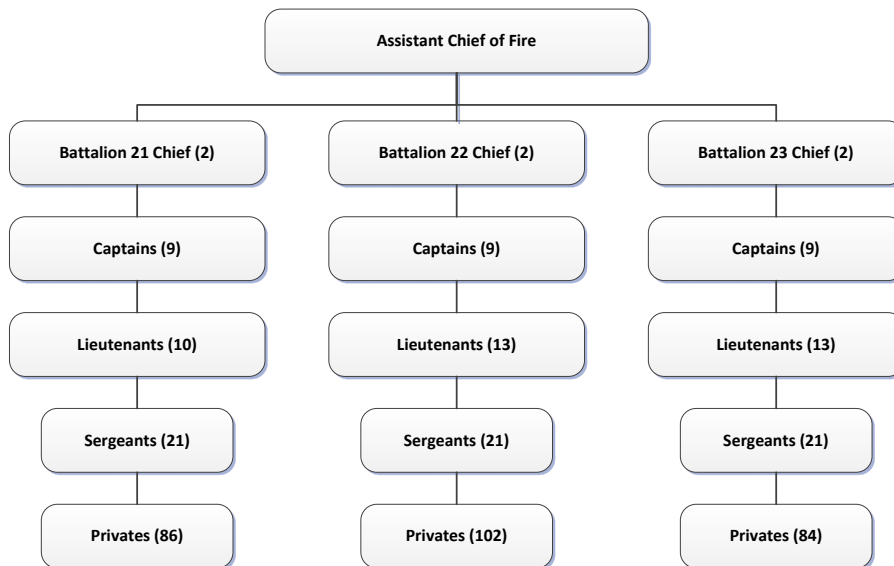 Assistant Chief of Fire
Battalion 21 Chief (2)
Battalion 22 Chief (2)
Battalion 23 Chief (2)
Captains (9)
Captains (9)
Captains (9)
Lieutenants (10)
Lieutenants (13)
Lieutenants (13)
Sergeants (21)
Sergeants (21)
Sergeants (21)
Privates (86)
Privates (102)
Privates (84)